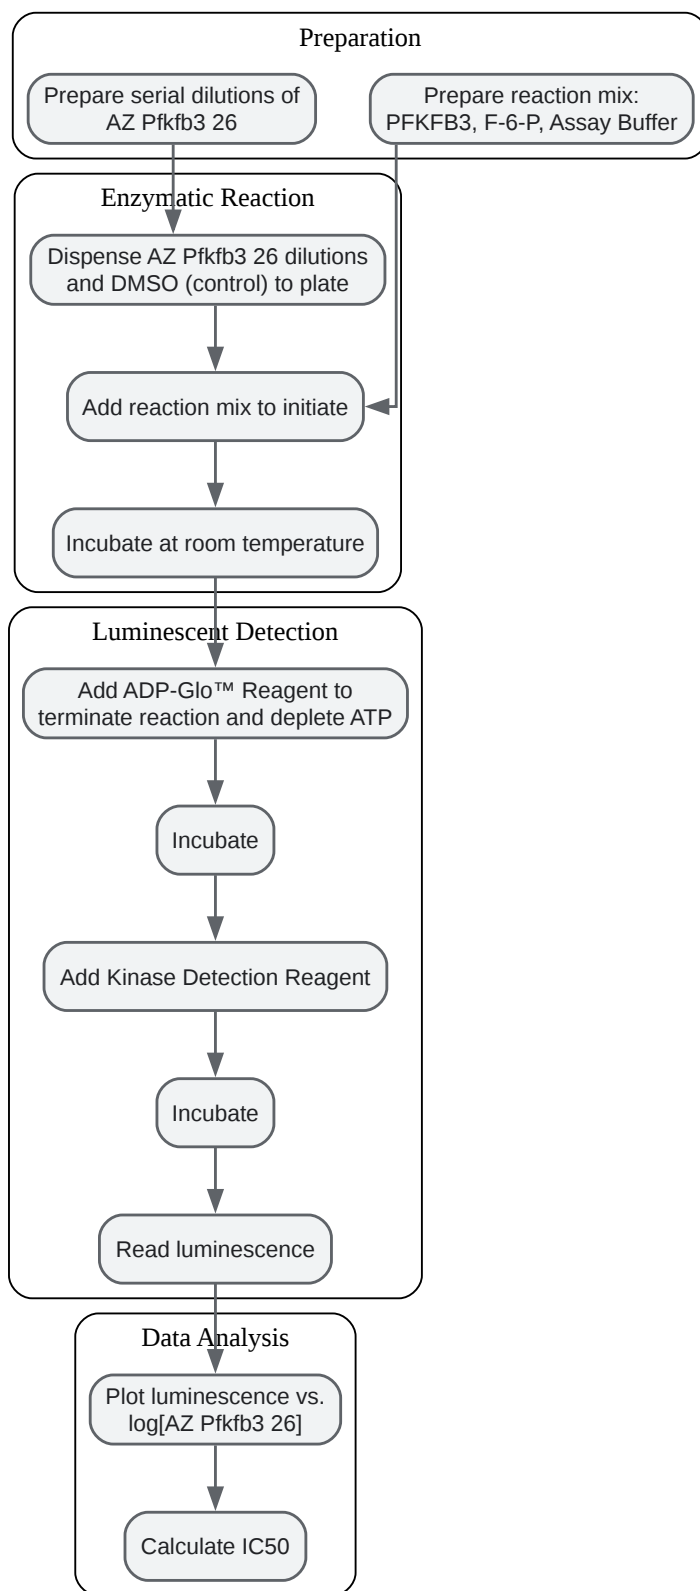 Preparation
Prepare serial dilutions of
AZ Pfkfb3 26
Prepare reaction mix:
PFKFB3, F-6-P, Assay Buffer
Enzymatic Reaction
Dispense AZ Pfkfb3 26 dilutions
and DMSO (control) to plate
Add reaction mix to initiate
Incubate at room temperature
Luminescent Detection
Add ADP-Glo™ Reagent to
terminate reaction and deplete ATP
Incubate
Add Kinase Detection Reagent
Incubate
Read luminescence
Data Analysis
Plot luminescence vs.
log[AZ Pfkfb3 26]
Calculate IC50